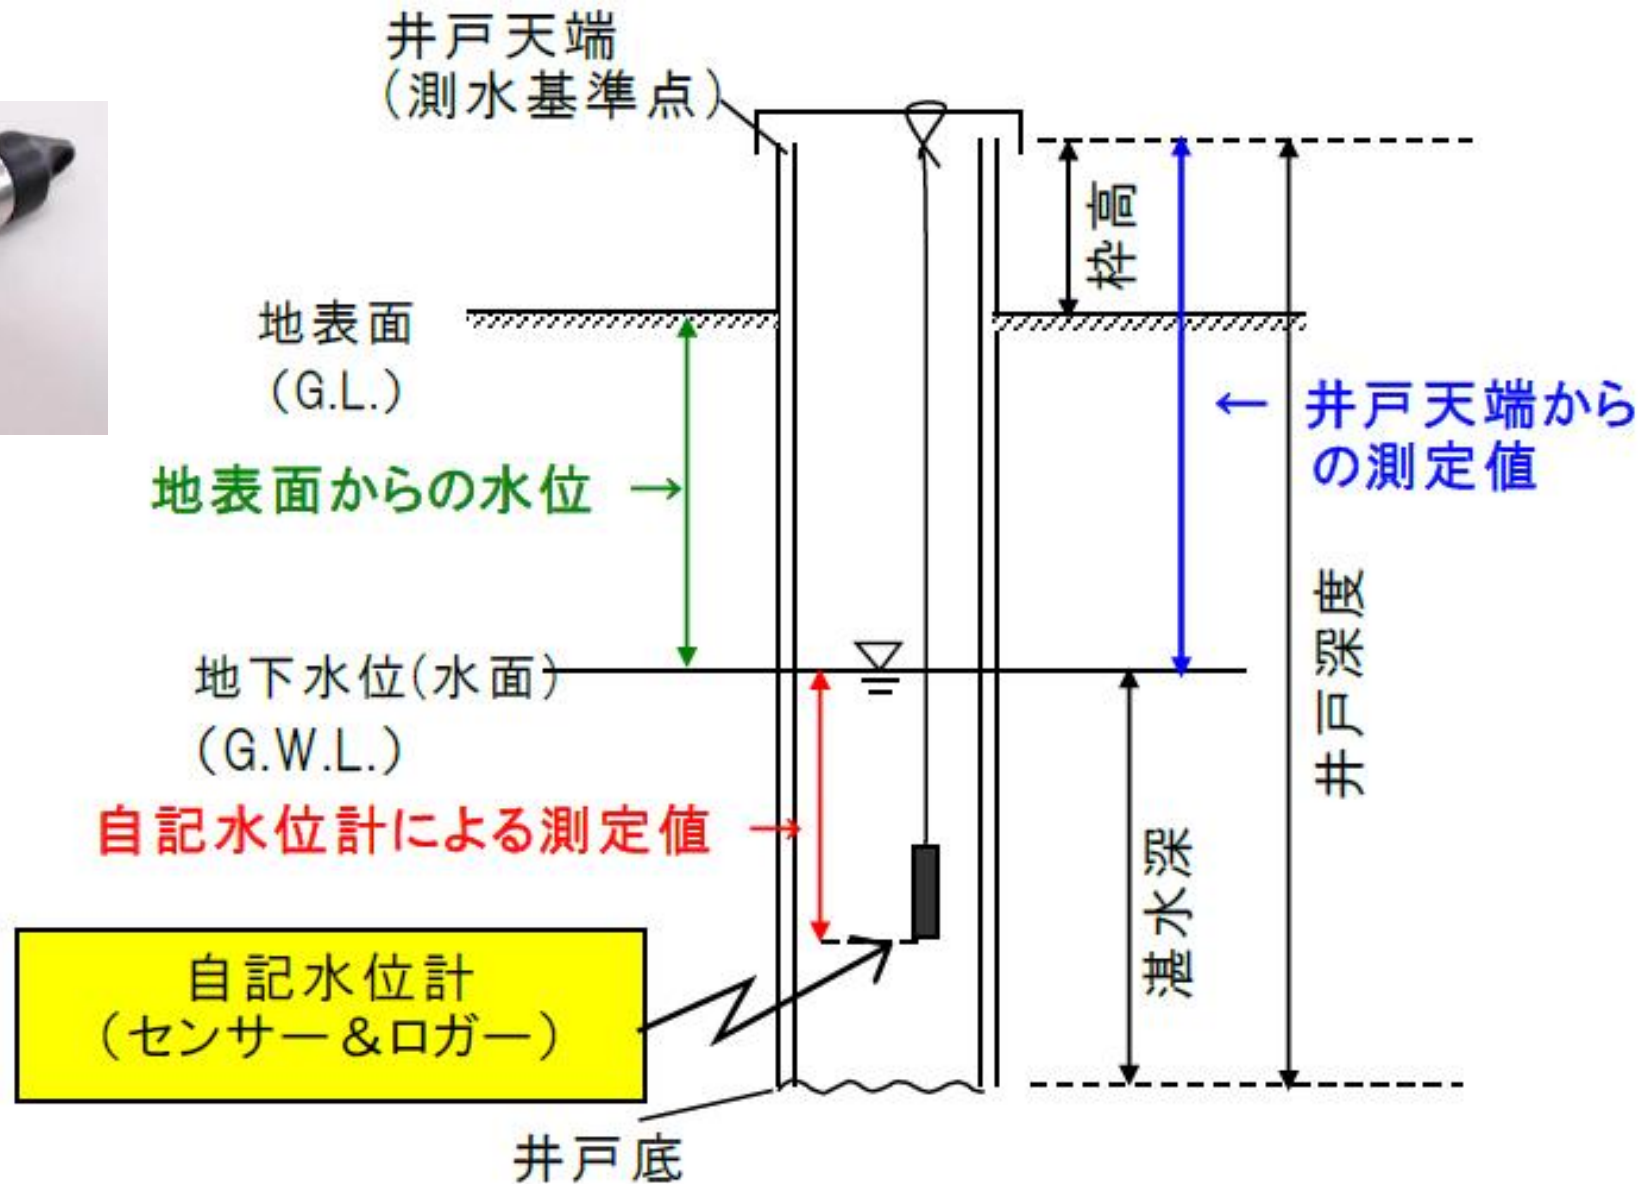 井戸天端
(測水基準点)
枠高
地表面
(G.L.)
← 井戸天端から
の測定値
地表面からの水位 →
井戸深度
地下水位(水面)
(G.W.L.)
自記水位計による測定値 →
湛水深
自記水位計
(センサー&ロガー)
井戸底